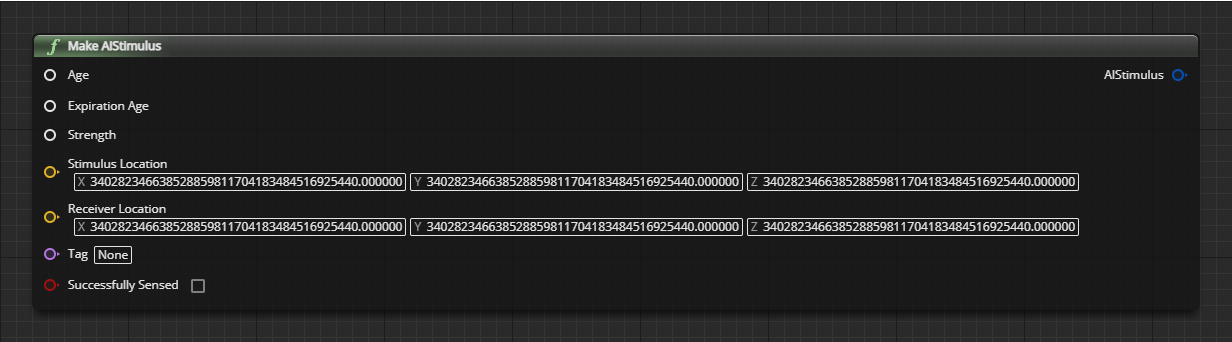 f Make AIStimulus
Age AIStimulus
Expiration Age
Strength
Stimulus Location
X 340282346638528859811704183484516925440.000000 Y 340282346638528859811704183484516925440.000000 Z 340282346638528859811704183484516925440.000000
Receiver Location
X 340282346638528859811704183484516925440.000000 Y 340282346638528859811704183484516925440.000000 Z 340282346638528859811704183484516925440.000000
Tag None
Successfully Sensed